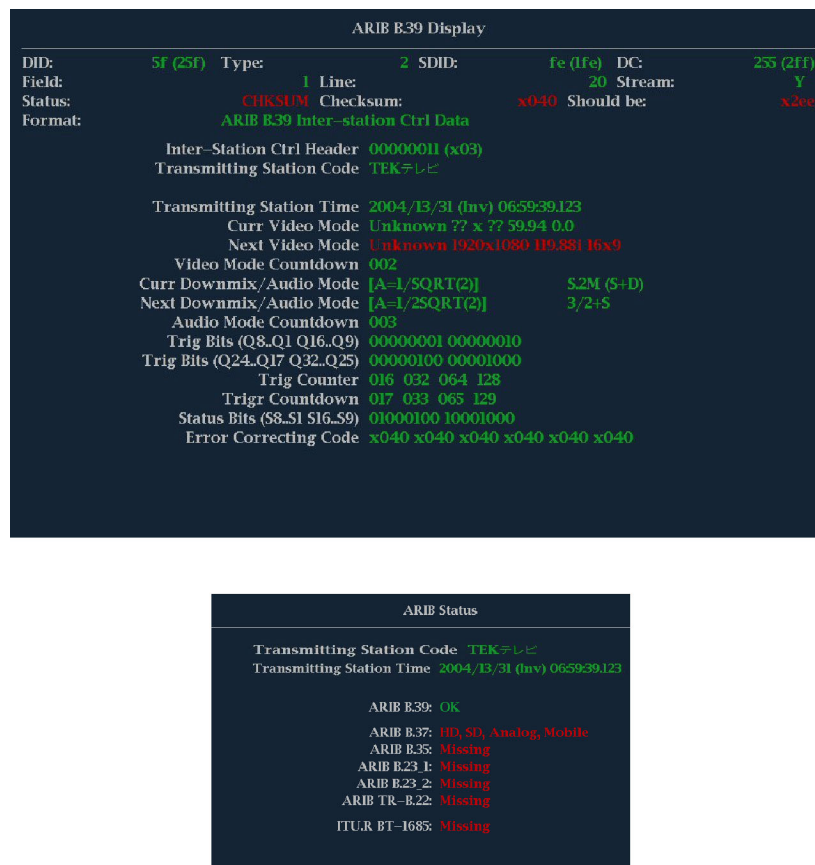 ARIB B.39 Display
DID: 5f (25f) Type: 2 SDID: fe (1fe) DC: 255 (2ff)
Field: 1 Line: 20 Stream: Y
Status: CHKSUM Checksum: x040 Should be: x2ee
Format: ARIB B.39 Inter-station Ctrl Data
Inter-Station Ctrl Header 00000011 (x03)
Transmitting Station Code TEKテレビ
Transmitting Station Time 2004/13/31 (Inv) 06:59:39.123
Curr Video Mode Unknown ?? x ?? 59.94 0.0
Next Video Mode Unknown 1920x1080 119.88i 16x9
Video Mode Countdown 002
Curr Downmix/Audio Mode [A=1/SQRT(2)] S.2M (S+D)
Next Downmix/Audio Mode [A=1/2SQRT(2)] 3/2+S
Audio Mode Countdown 003
Trig Bits (Q8..Q1 Q16..Q9) 00000001 00000010
Trig Bits (Q24..Q17 Q32..Q25) 00000100 00001000
Trig Counter 016 032 064 128
Trigr Countdown 017 033 065 129
Status Bits (S8..S1 S16..S9) 01000100 10001000
Error Correcting Code x040 x040 x040 x040 x040 x040
ARIB Status
Transmitting Station Code TEKテレビ
Transmitting Station Time 2004/13/31 (Inv) 06:59:39.123
ARIB B.39: OK
ARIB B.37: HD, SD, Analog, Mobile
ARIB B.35: Missing
ARIB B.23_1: Missing
ARIB B.23_2: Missing
ARIB TR-B.22: Missing
ITU.R BT-1685: Missing